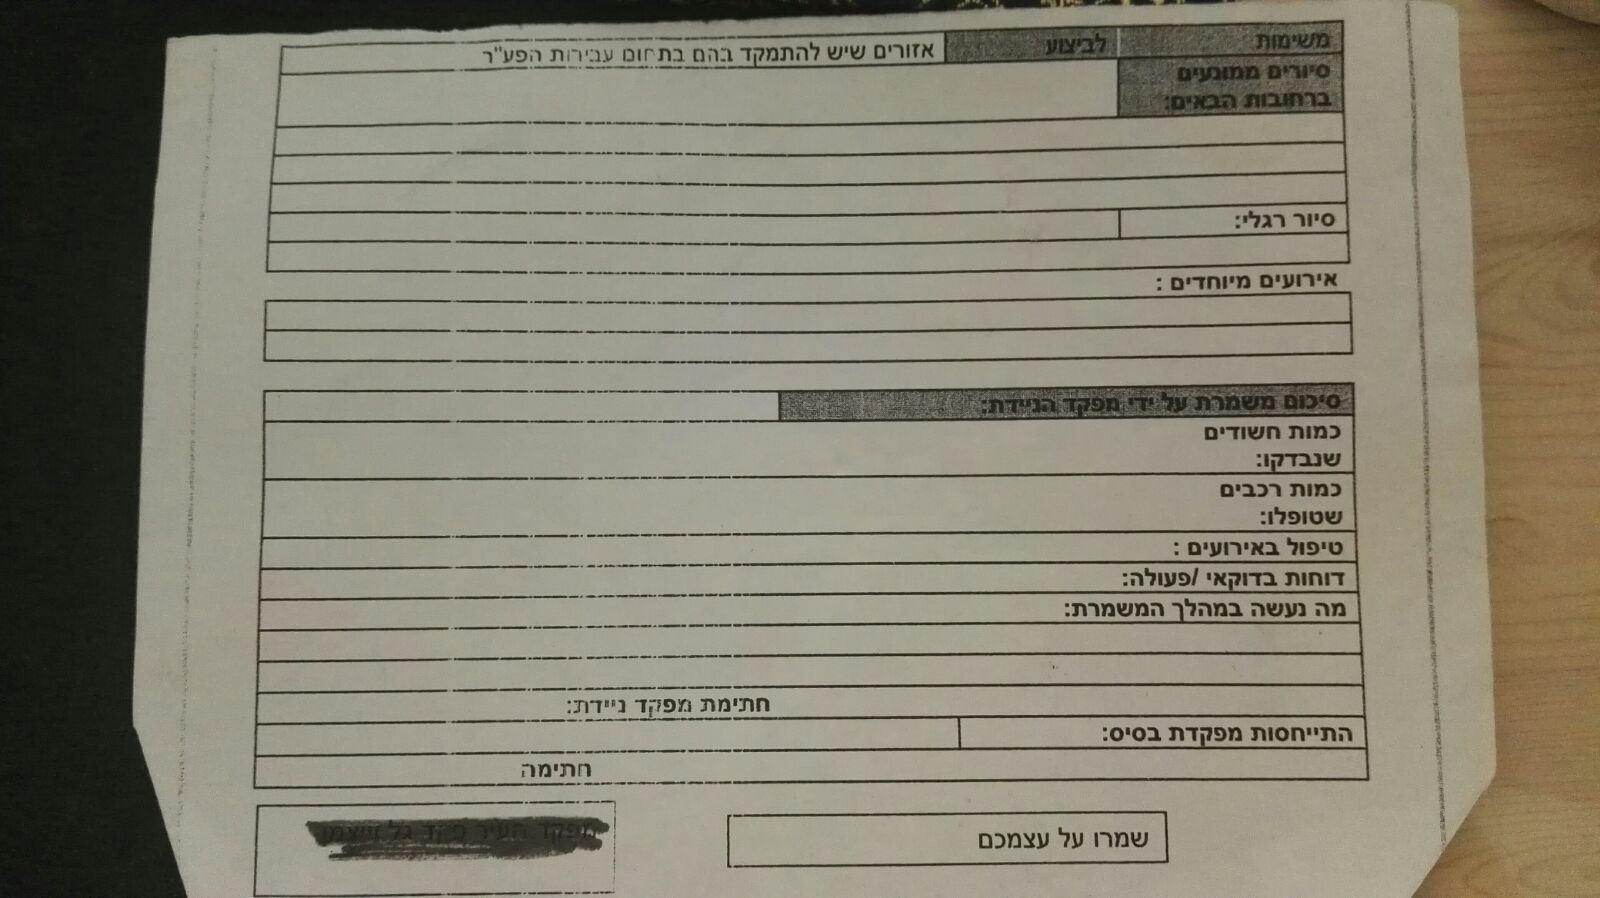 משימות לביצוע אזורים שיש להתמקד בהם בתחום עבירות הפע"ר
סיורים ממונעים
ברחובות הבאים:
סיור רגלי:
אירועים מיוחדים :
סיכום משמרת על ידי מפקד הניידת:
כמות חשודים
שנבדקו:
כמות רכבים
שטופלו:
טיפול באירועים :
דוחות בדוקאי /פעולה:
מה נעשה במהלך המשמרת:
חתימת מפקד ניידת:
התייחסות מפקדת בסיס:
חתימה
שמרו על עצמכם